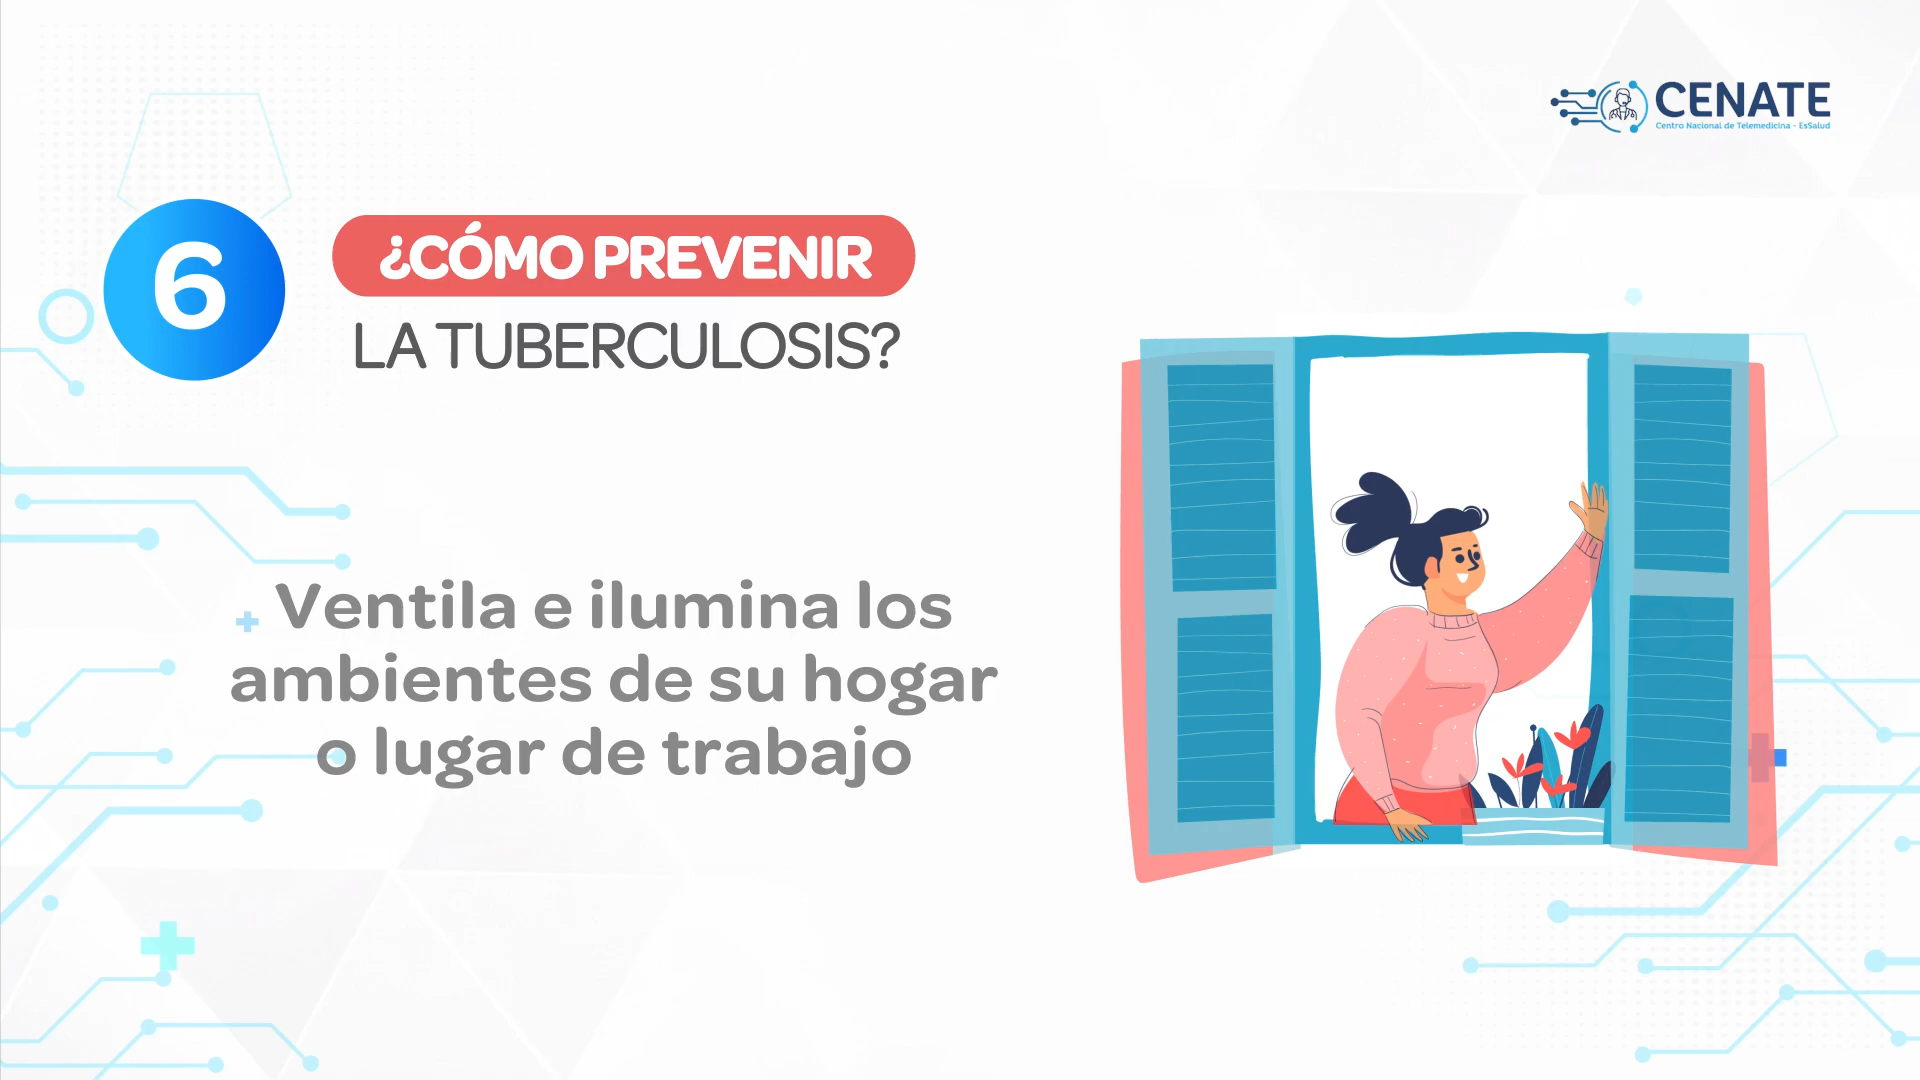 CENATE
Centro Nacional de Telemedicina - EsSalud
6
¿CÓMO PREVENIR
LA TUBERCULOSIS?
Ventila e ilumina los
ambientes de su hogar
o lugar de trabajo